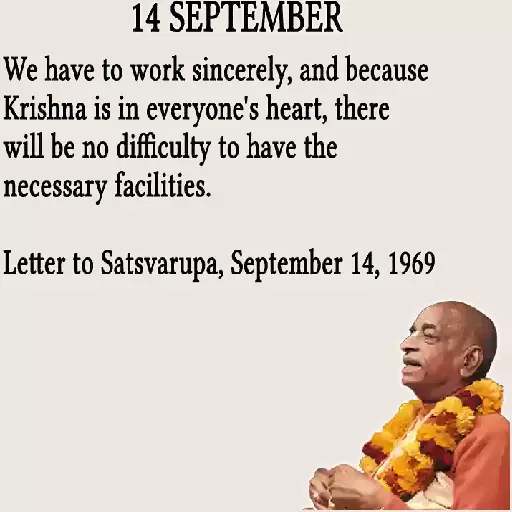 14 SEPTEMBER
We have to work sincerely, and because
Krishna is in everyone's heart, there
will be no difficulty to have the
necessary facilities.
Letter to Satsvarupa, September 14, 1969